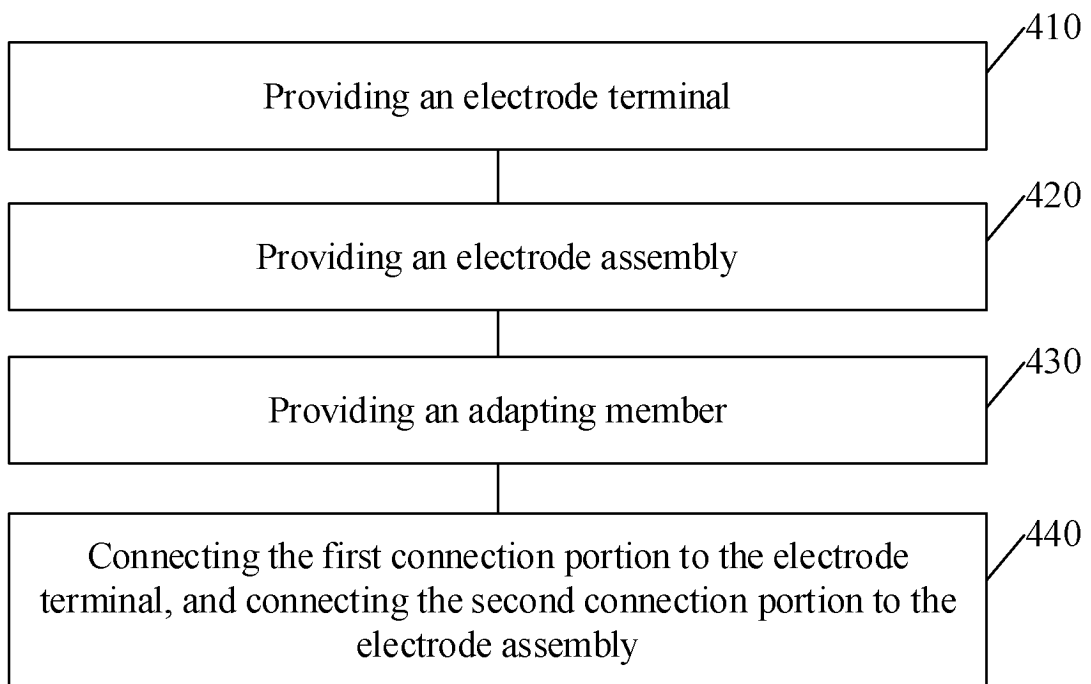 410
Providing an electrode terminal
420
Providing an electrode assembly
430
Providing an adapting member
440
Connecting the first connection portion to the electrode
terminal, and connecting the second connection portion to the
electrode assembly